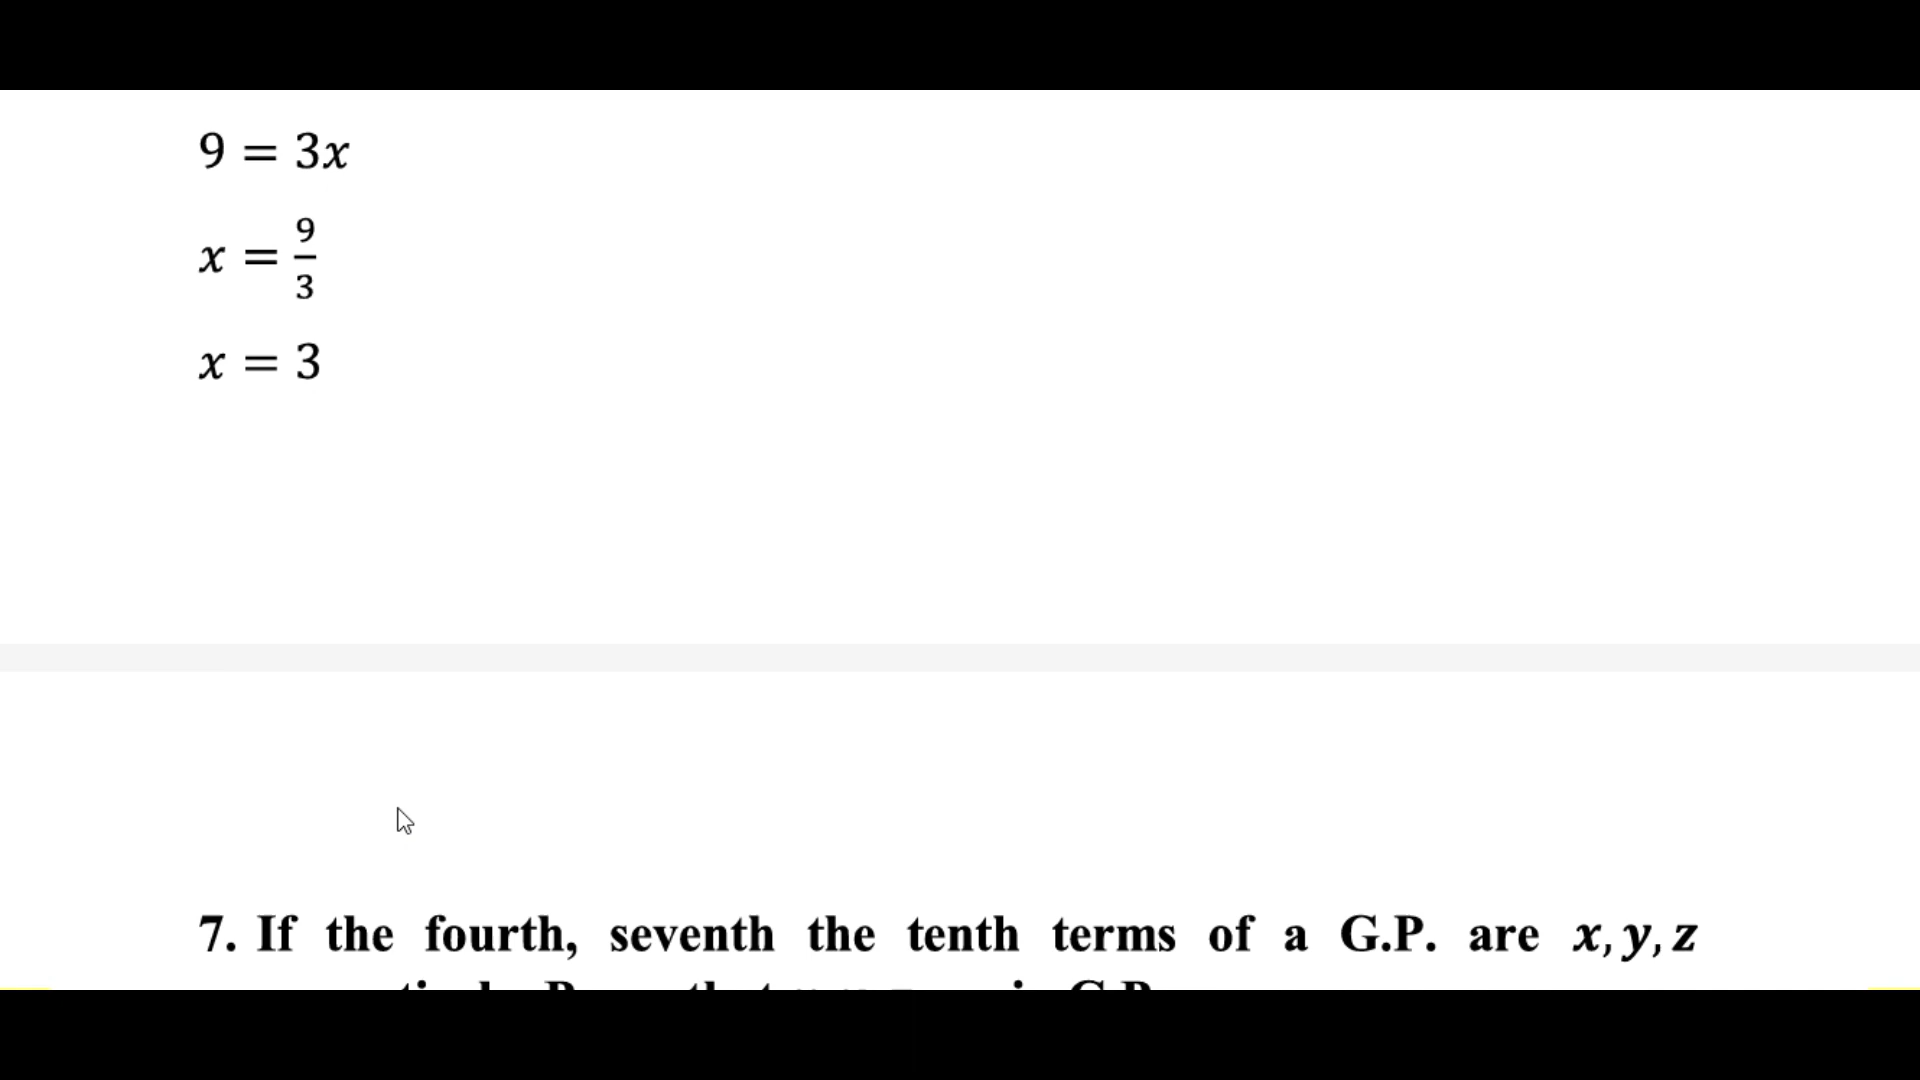 9 = 3x
x = 9/3
x = 3
7. If the fourth, seventh the tenth terms of a G.P. are x, y, z